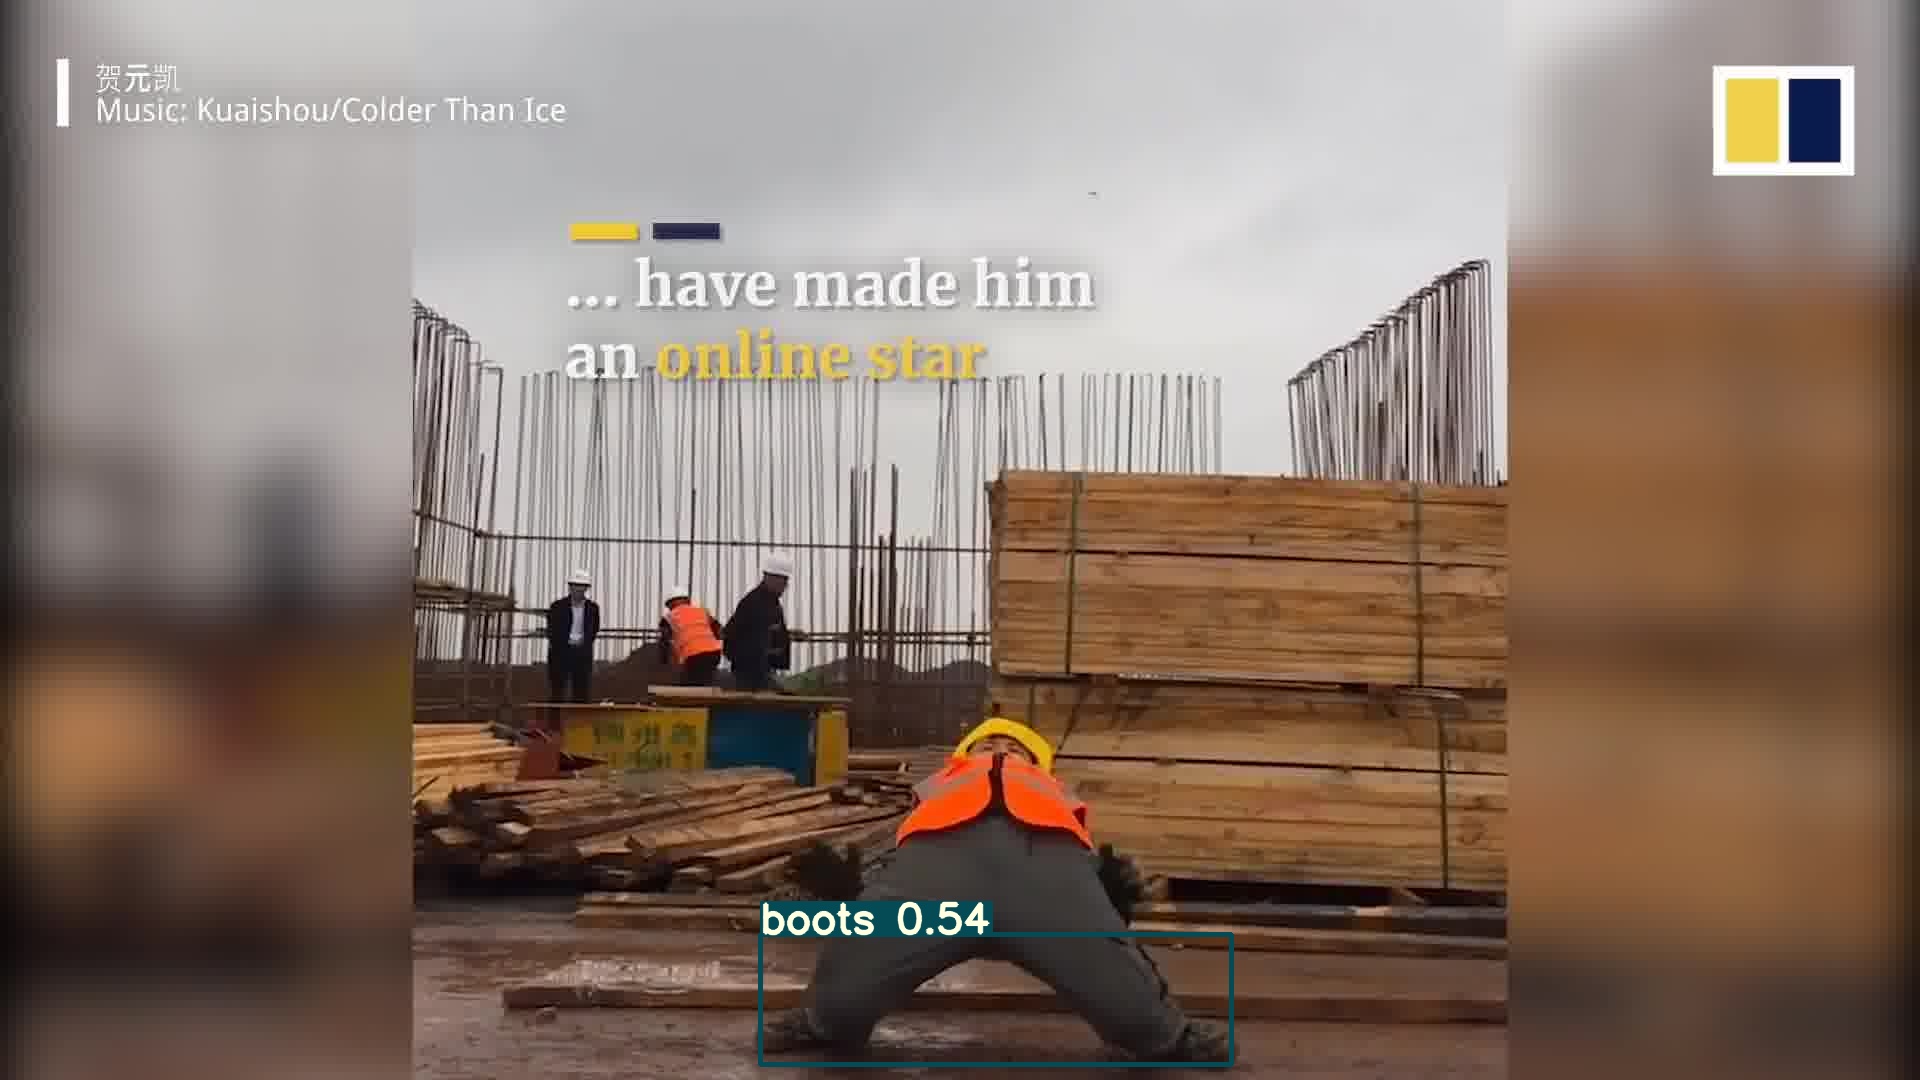 贺元凯
Music: Kuaishou/Colder Than Ice
... have made him
an online star
boots 0.54